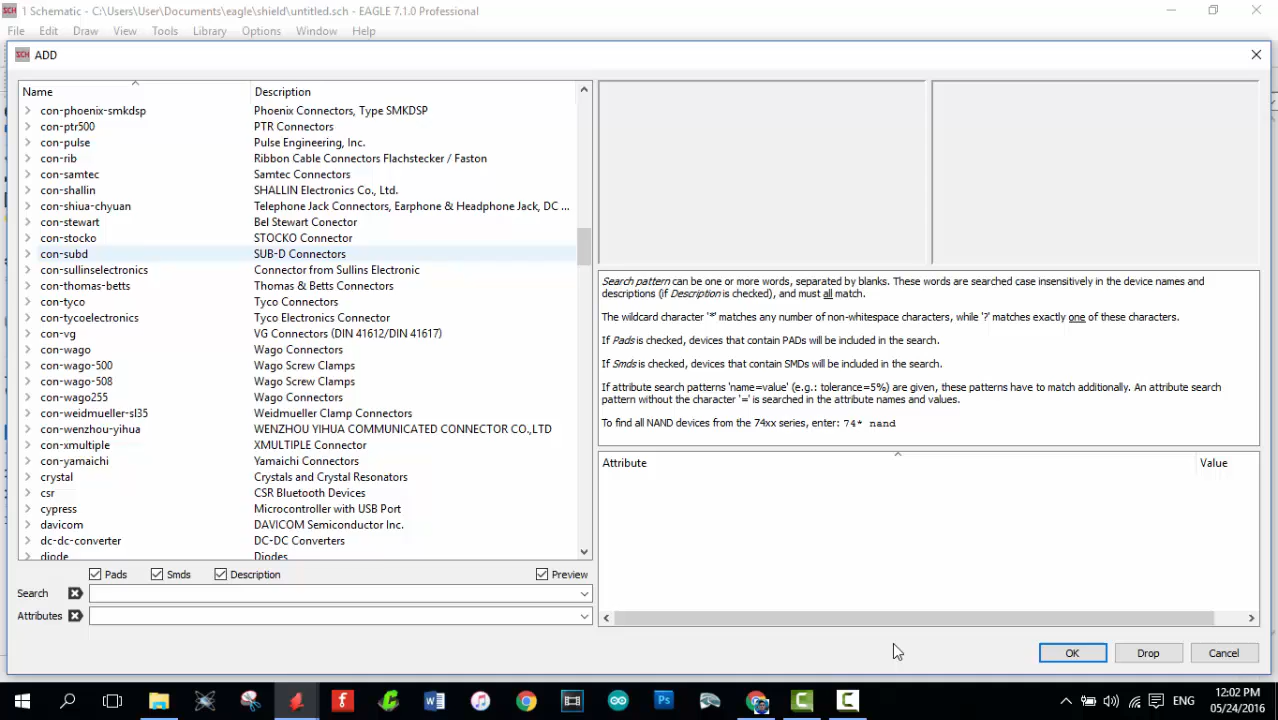 1 Schematic - C:\Users\User\Documents\eagle\shield\untitled.sch - EAGLE 7.1.0 Professional
File Edit Draw View Tools Library Options Window Help
SCH ADD
Name Description
con-phoenix-smkdsp Phoenix Connectors, Type SMKDSP
con-ptr500 PTR Connectors
con-pulse Pulse Engineering, Inc.
con-rib Ribbon Cable Connectors Flachstecker / Faston
con-samtec Samtec Connectors
con-shallin SHALLIN Electronics Co., Ltd.
con-shiua-chyuan Telephone Jack Connectors, Earphone & Headphone Jack, DC ...
con-stewart Bel Stewart Conector
con-stocko STOCKO Connector
con-subd SUB-D Connectors
con-sullinselectronics Connector from Sullins Electronic
con-thomas-betts Thomas & Betts Connectors
con-tyco Tyco Connectors
con-tycoelectronics Tyco Electronics Connector
con-vg VG Connectors (DIN 41612/DIN 41617)
con-wago Wago Connectors
con-wago-500 Wago Screw Clamps
con-wago-508 Wago Screw Clamps
con-wago255 Wago Connectors
con-weidmueller-sl35 Weidmueller Clamp Connectors
con-wenzhou-yihua WENZHOU YIHUA COMMUNICATED CONNECTOR CO.,LTD
con-xmultiple XMULTIPLE Connector
con-yamaichi Yamaichi Connectors
crystal Crystals and Crystal Resonators
csr CSR Bluetooth Devices
cypress Microcontroller with USB Port
davicom DAVICOM Semiconductor Inc.
dc-dc-converter DC-DC Converters
diode Diodes
Pads Smds Description Preview
Search
Attributes
Search pattern can be one or more words, separated by blanks. These words are searched case insensitively in the device names and
descriptions (if Description is checked), and must all match.
The wildcard character '*' matches any number of non-whitespace characters, while '?' matches exactly one of these characters.
If Pads is checked, devices that contain PADs will be included in the search.
If Smds is checked, devices that contain SMDs will be included in the search.
If attribute search patterns 'name=value' (e.g.: tolerance=5%) are given, these patterns have to match additionally. An attribute search
pattern without the character '=' is searched in the attribute names and values.
To find all NAND devices from the 74xx series, enter: 74* nand
Attribute Value
OK Drop Cancel
ENG
12:02 PM
05/24/2016